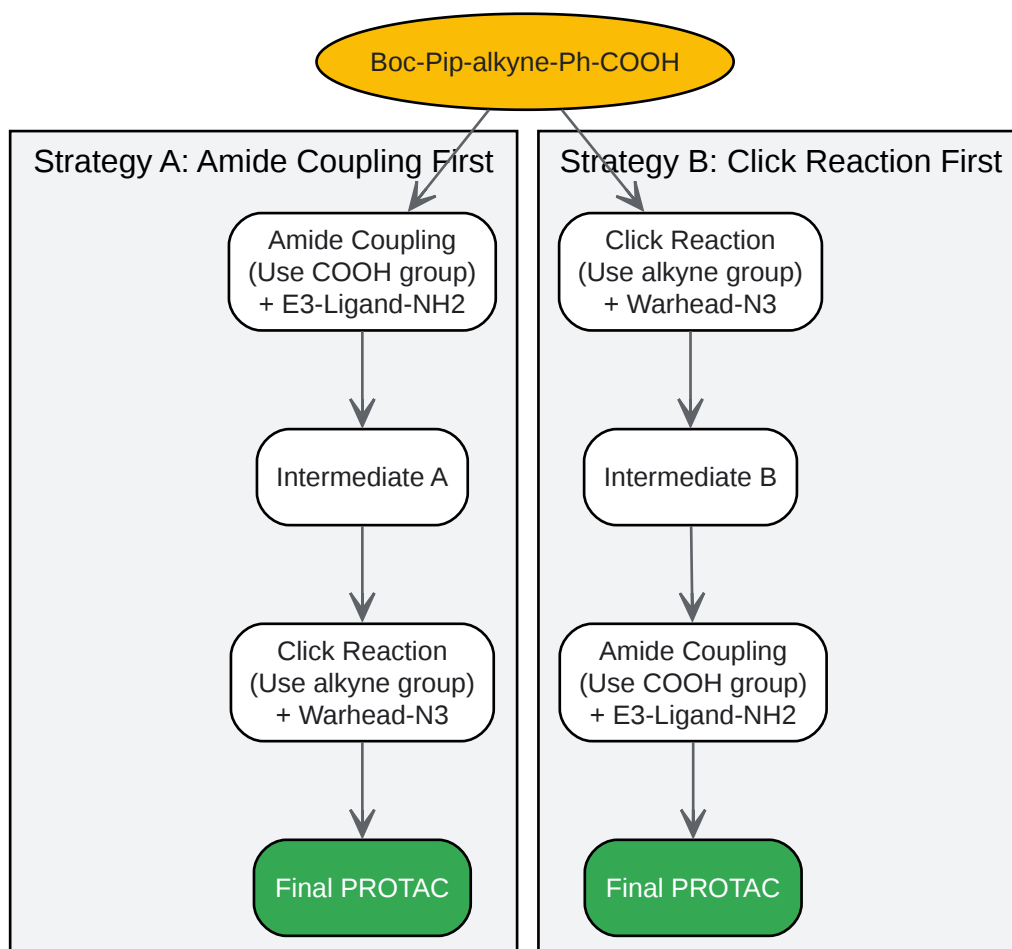 Boc-Pip-alkyne-Ph-COOH
Strategy A: Amide Coupling First
Amide Coupling
(Use COOH group)
+ E3-Ligand-NH2
Intermediate A
Click Reaction
(Use alkyne group)
+ Warhead-N3
Final PROTAC
Strategy B: Click Reaction First
Click Reaction
(Use alkyne group)
+ Warhead-N3
Intermediate B
Amide Coupling
(Use COOH group)
+ E3-Ligand-NH2
Final PROTAC